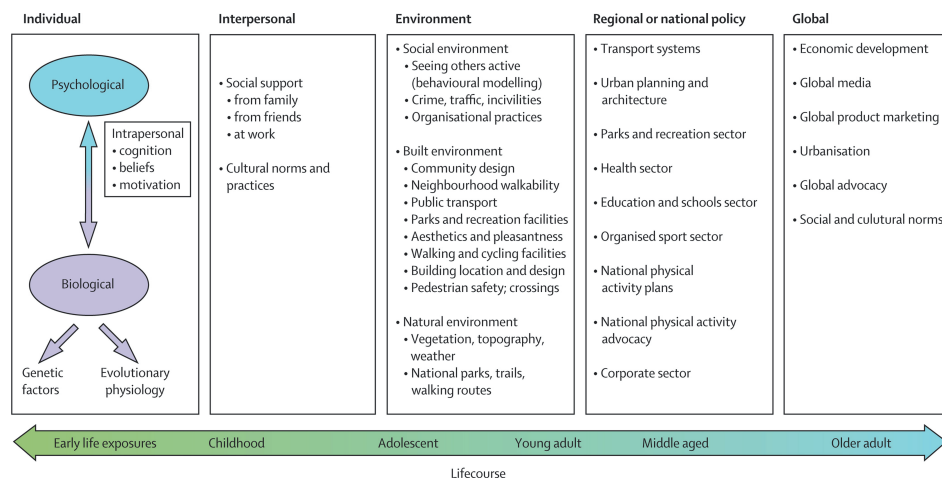 Individual
Psychological
Intrapersonal
• cognition
• beliefs
• motivation
Biological
Genetic
factors
Evolutionary
physiology
Interpersonal
• Social support
• from family
• from friends
• at work
• Cultural norms and
practices
Environment
• Social environment
• Seeing others active
(behavioural modelling)
• Crime, traffic, incivilities
• Organisational practices
• Built environment
• Community design
• Neighbourhood walkability
• Public transport
• Parks and recreation facilities
• Aesthetics and pleasantness
• Walking and cycling facilities
• Building location and design
• Pedestrian safety; crossings
• Natural environment
• Vegetation, topography,
weather
• National parks, trails,
walking routes
Regional or national policy
• Transport systems
• Urban planning and
architecture
• Parks and recreation sector
• Health sector
• Education and schools sector
• Organised sport sector
• National physical
activity plans
• National physical activity
advocacy
• Corporate sector
Global
• Economic development
• Global media
• Global product marketing
• Urbanisation
• Global advocacy
• Social and culutural norms
Early life exposures
Childhood
Adolescent
Young adult
Middle aged
Older adult
Lifecourse